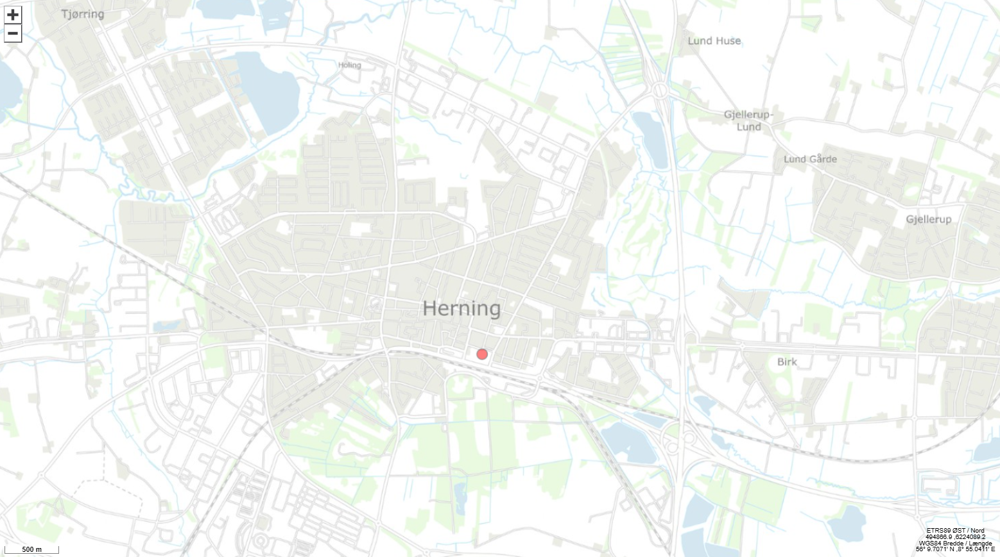 Tjørring
+
−
Lund Huse
Holing
Gjellerup-
Lund
Lund Gårde
Gjellerup
Herning
Birk
ETRS89 ØST / Nord
494866.9 ,6224089.2
WGS84 Bredde / Længde
56° 9.7071' N ,8° 55.0411' E
500 m